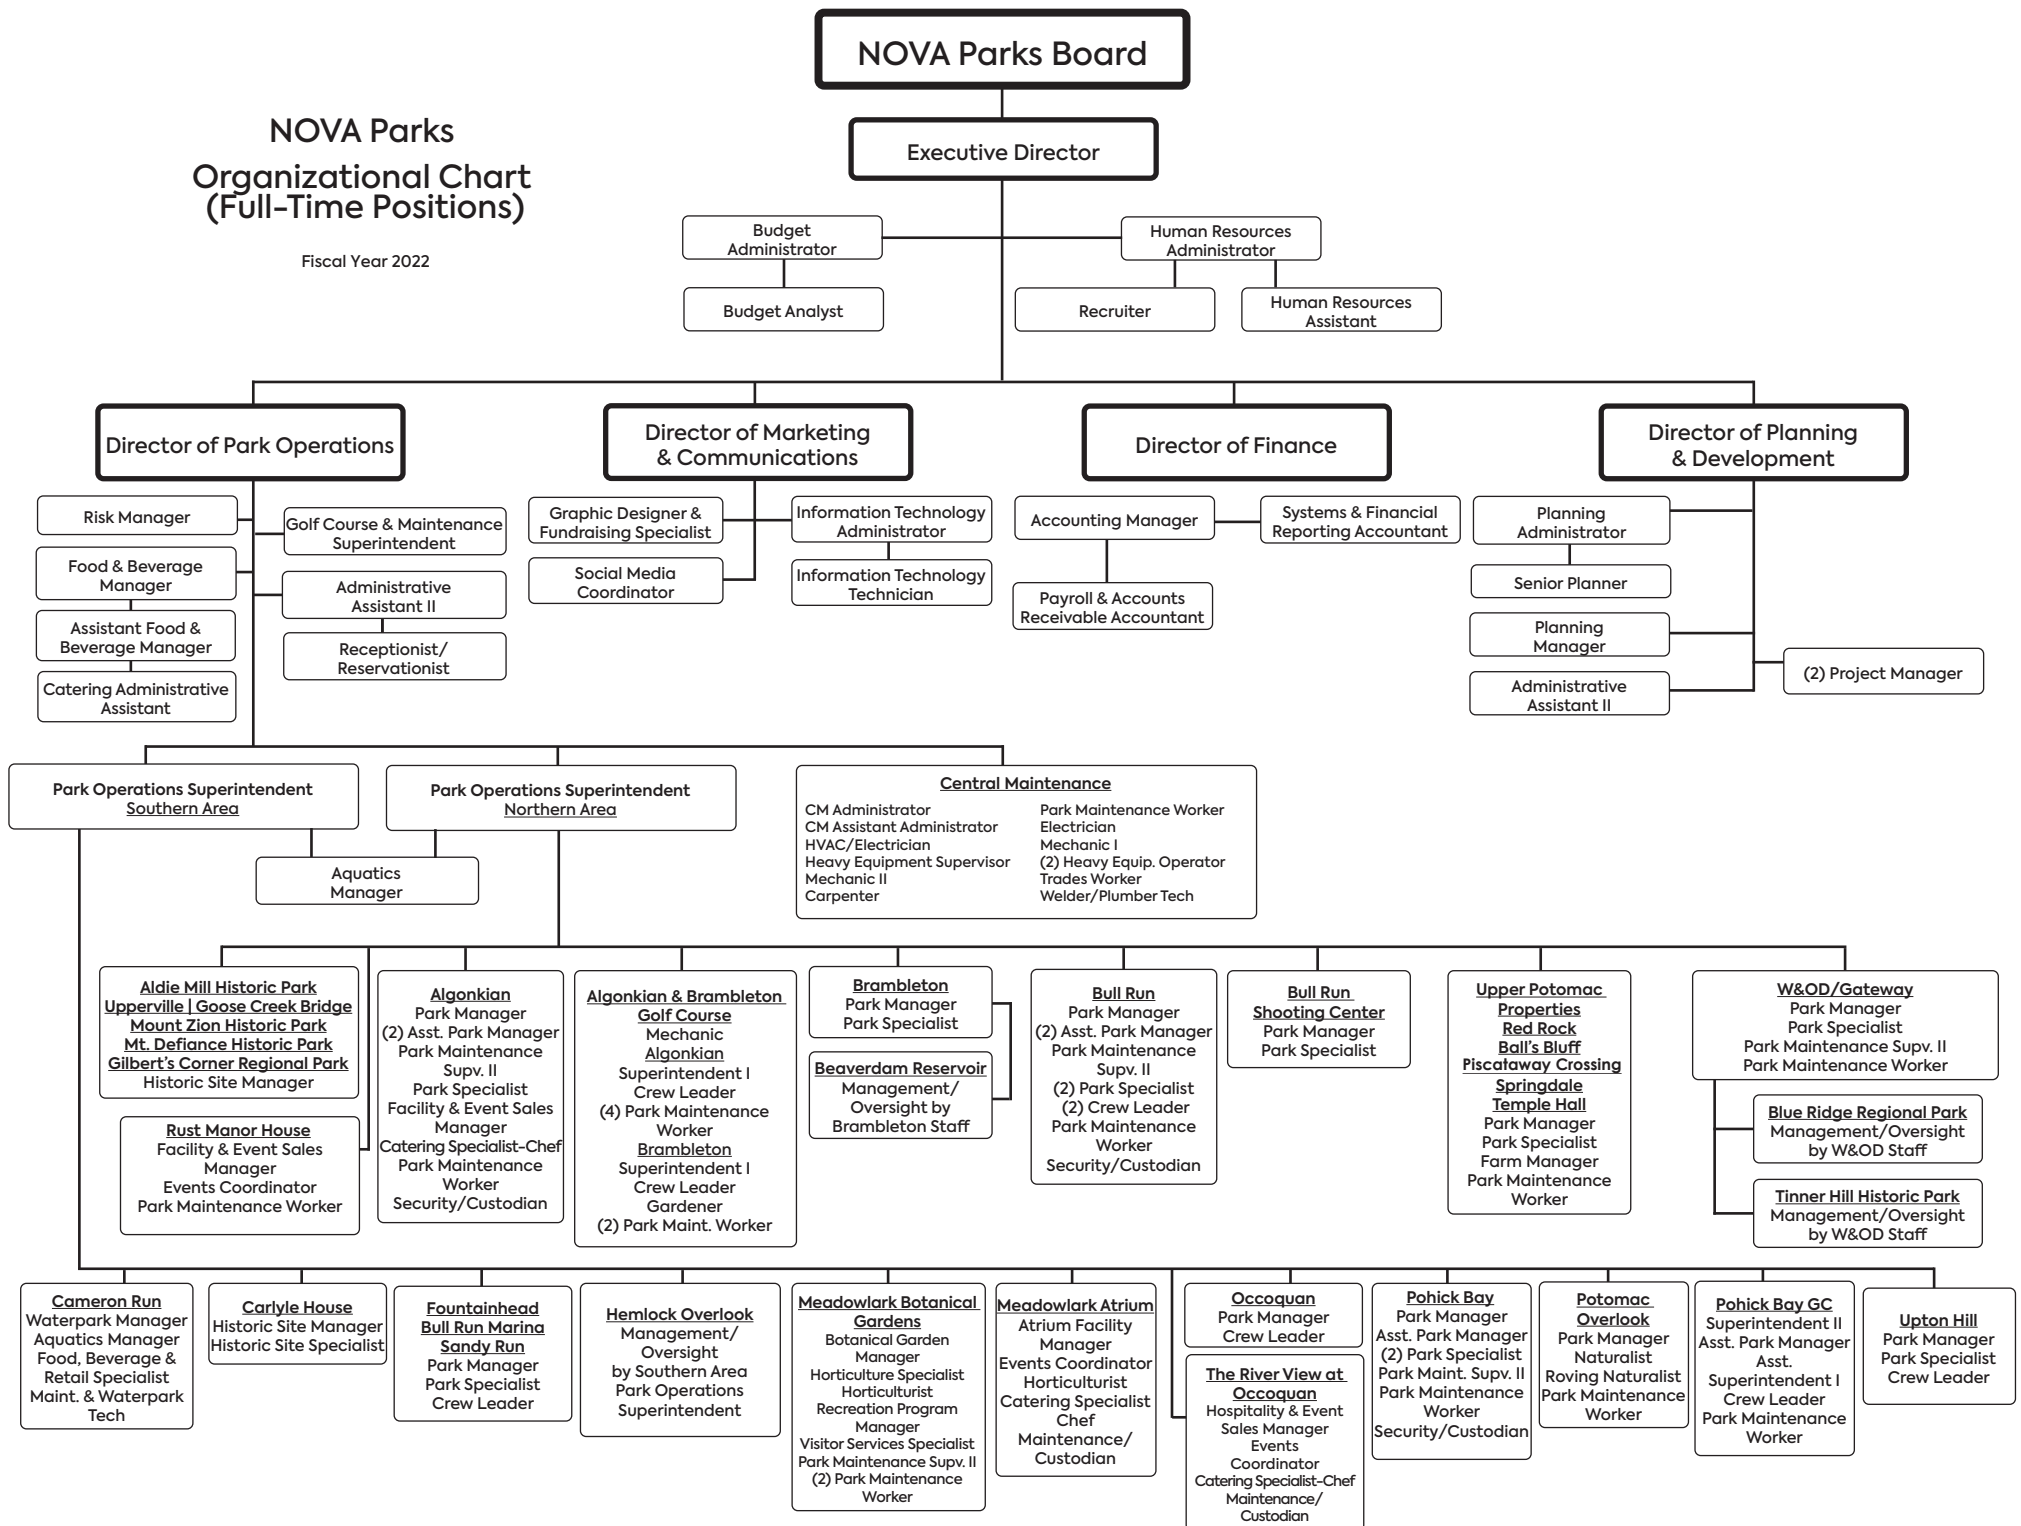 NOVA Parks Board
NOVA Parks
Organizational Chart
(Full-Time Positions)
Fiscal Year 2022
Executive Director
Budget
Administrator
Human Resources
Administrator
Budget Analyst
Recruiter
Human Resources
Assistant
Director of Park Operations
Director of Marketing
& Communications
Director of Finance
Director of Planning
& Development
Risk Manager
Golf Course & Maintenance
Superintendent
Food & Beverage
Manager
Administrative
Assistant II
Assistant Food &
Beverage Manager
Receptionist/
Reservationist
Catering Administrative
Assistant
Graphic Designer &
Fundraising Specialist
Information Technology
Administrator
Social Media
Coordinator
Information Technology
Technician
Accounting Manager
Systems & Financial
Reporting Accountant
Payroll & Accounts
Receivable Accountant
Planning
Administrator
Senior Planner
Planning
Manager
(2) Project Manager
Administrative
Assistant II
Park Operations Superintendent
Southern Area
Park Operations Superintendent
Northern Area
Aquatics
Manager
Central Maintenance
CM Administrator
CM Assistant Administrator
HVAC/Electrician
Heavy Equipment Supervisor
Mechanic II
Carpenter
Park Maintenance Worker
Electrician
Mechanic I
(2) Heavy Equip. Operator
Trades Worker
Welder/Plumber Tech
Aldie Mill Historic Park
Upperville | Goose Creek Bridge
Mount Zion Historic Park
Mt. Defiance Historic Park
Gilbert's Corner Regional Park
Historic Site Manager
Rust Manor House
Facility & Event Sales
Manager
Events Coordinator
Park Maintenance Worker
Algonkian
Park Manager
(2) Asst. Park Manager
Park Maintenance
Supv. II
Park Specialist
Facility & Event Sales
Manager
Catering Specialist-Chef
Park Maintenance
Worker
Security/Custodian
Algonkian & Brambleton
Golf Course
Mechanic
Algonkian
Superintendent I
Crew Leader
(4) Park Maintenance
Worker
Brambleton
Superintendent I
Crew Leader
Gardener
(2) Park Maint. Worker
Brambleton
Park Manager
Park Specialist
Beaverdam Reservoir
Management/
Oversight by
Brambleton Staff
Bull Run
Park Manager
(2) Asst. Park Manager
Park Maintenance
Supv. II
(2) Park Specialist
(2) Crew Leader
Park Maintenance
Worker
Security/Custodian
Bull Run
Shooting Center
Park Manager
Park Specialist
Upper Potomac
Properties
Red Rock
Ball's Bluff
Piscataway Crossing
Springdale
Temple Hall
Park Manager
Park Specialist
Farm Manager
Park Maintenance
Worker
W&OD/Gateway
Park Manager
Park Specialist
Park Maintenance Supv. II
Park Maintenance Worker
Blue Ridge Regional Park
Management/Oversight
by W&OD Staff
Tinner Hill Historic Park
Management/Oversight
by W&OD Staff
Cameron Run
Waterpark Manager
Aquatics Manager
Food, Beverage &
Retail Specialist
Maint. & Waterpark
Tech
Carlyle House
Historic Site Manager
Historic Site Specialist
Fountainhead
Bull Run Marina
Sandy Run
Park Manager
Park Specialist
Crew Leader
Hemlock Overlook
Management/
Oversight
by Southern Area
Park Operations
Superintendent
Meadowlark Botanical
Gardens
Botanical Garden
Manager
Horticulture Specialist
Horticulturist
Recreation Program
Manager
Visitor Services Specialist
Park Maintenance Supv. II
(2) Park Maintenance
Worker
Meadowlark Atrium
Atrium Facility
Manager
Events Coordinator
Horticulturist
Catering Specialist
Chef
Maintenance/
Custodian
Occoquan
Park Manager
Crew Leader
The River View at
Occoquan
Hospitality & Event
Sales Manager
Events
Coordinator
Catering Specialist-Chef
Maintenance/
Custodian
Pohick Bay
Park Manager
Asst. Park Manager
(2) Park Specialist
Park Maint. Supv. II
Park Maintenance
Worker
Security/Custodian
Potomac
Overlook
Park Manager
Naturalist
Roving Naturalist
Park Maintenance
Worker
Pohick Bay GC
Superintendent II
Asst. Park Manager
Asst.
Superintendent I
Crew Leader
Park Maintenance
Worker
Upton Hill
Park Manager
Park Specialist
Crew Leader